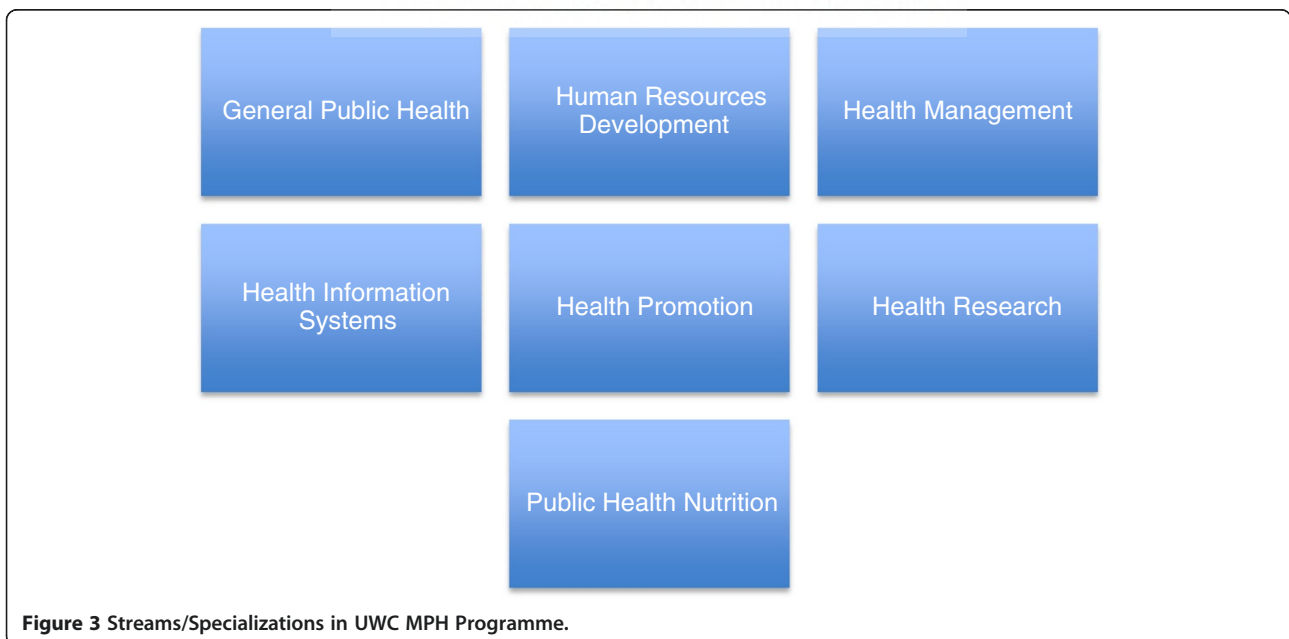 General Public Health
Human Resources
Development
Health Management
Health Information
Systems
Health Promotion
Health Research
Public Health Nutrition
Figure 3 Streams/Specializations in UWC MPH Programme.